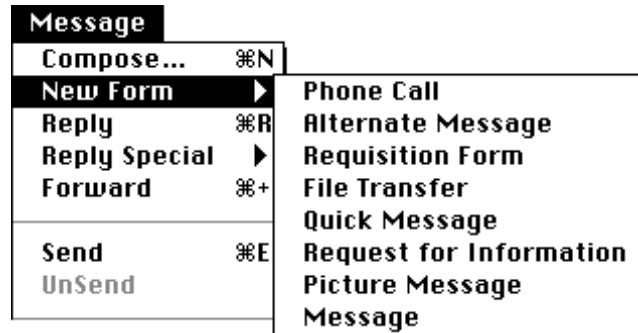 Message
Compose... ⌘N
New Form ▶
Phone Call
Reply ⌘R
Alternate Message
Reply Special ▶
Requisition Form
Forward ⌘+
File Transfer
Quick Message
Send ⌘E
Request for Information
UnSend
Picture Message
Message